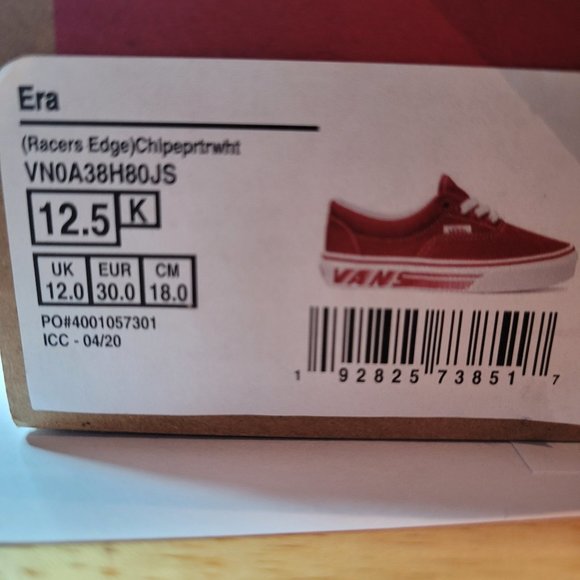 Era
(Racers Edge)Chipeprtrwht
VN0A38H80JS
12.5 K
UK EUR CM
12.0 30.0 18.0
PO#4001057301
ICC - 04/20
VANS
1 92825 73851 7